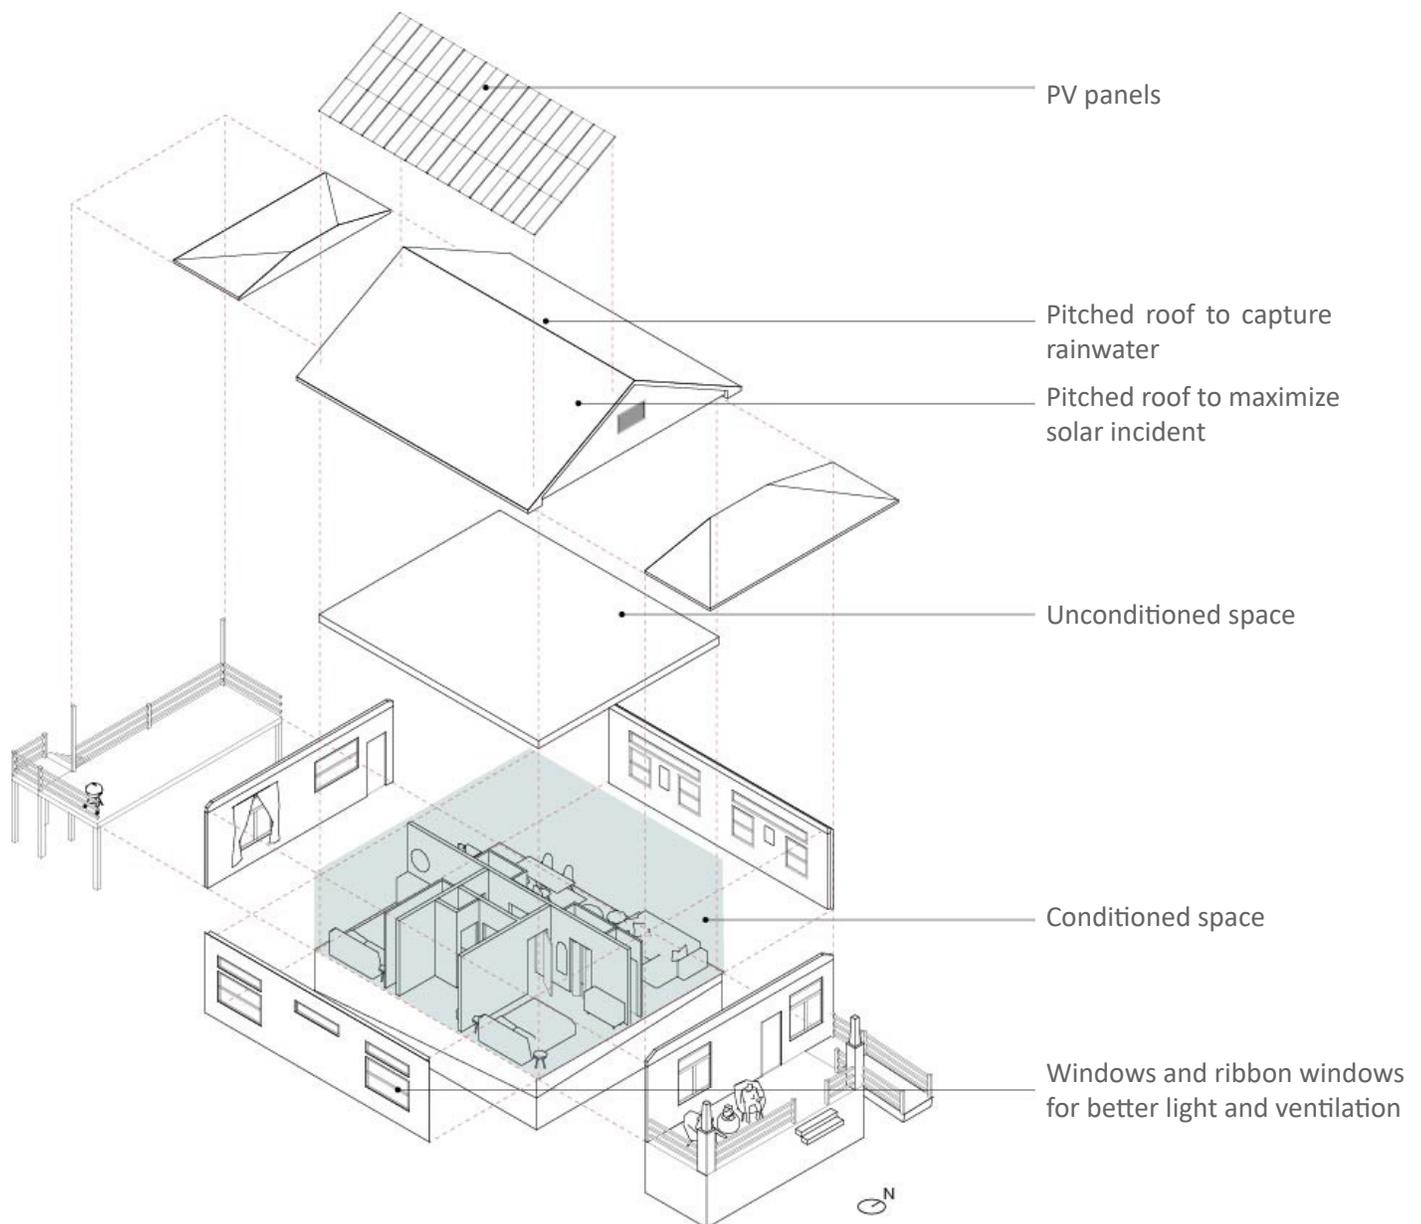 PV panels
Pitched roof to capture
rainwater
Pitched roof to maximize
solar incident
Unconditioned space
Conditioned space
Windows and ribbon windows
for better light and ventilation
N